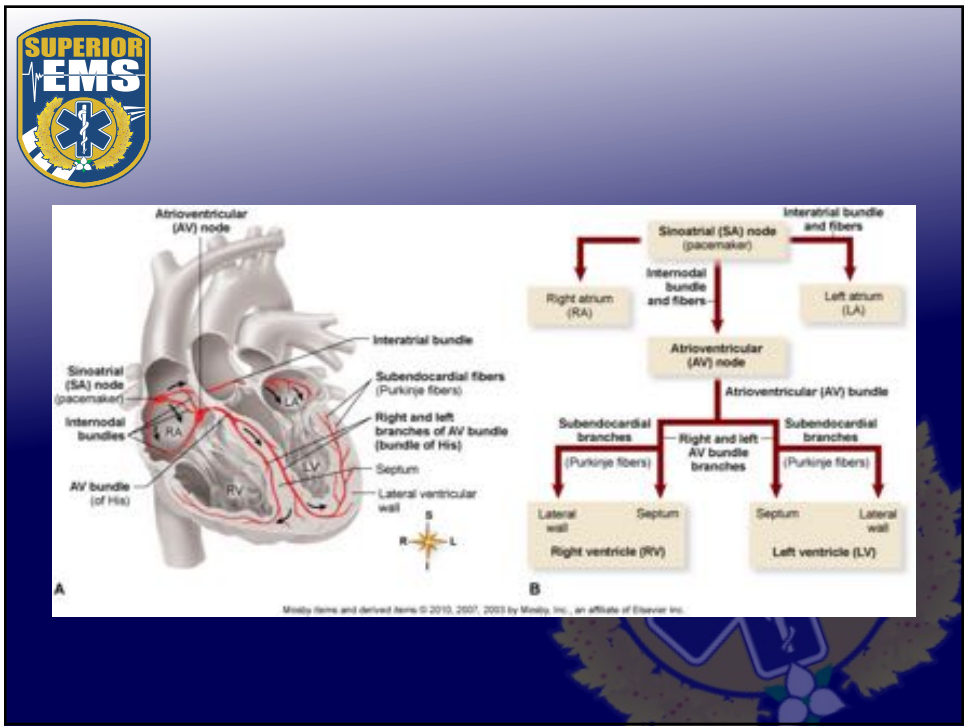 SUPERIOR
EMS
Atrioventricular
(AV) node
Interatrial bundle
Sinoatrial
(SA) node
(pacemaker)
Subendocardial fibers
(Purkinje fibers)
Internodal
bundles
Right and left
branches of AV bundle
(bundle of His)
RA
LA
LV
RV
Septum
AV bundle
(of His)
Lateral ventricular
wall
S
R
L
I
A
Interatrial bundle
and fibers
Sinoatrial (SA) node
(pacemaker)
Internodal
bundle
and fibers
Right atrium
(RA)
Left atrium
(LA)
Atrioventricular
(AV) node
Atrioventricular (AV) bundle
Subendocardial
branches
(Purkinje fibers)
Right and left
AV bundle
branches
Subendocardial
branches
(Purkinje fibers)
Lateral
wall
Septum
Right ventricle (RV)
Septum
Lateral
wall
Left ventricle (LV)
B
Mosby items and derived items © 2010, 2007, 2003 by Mosby, Inc., an affiliate of Elsevier Inc.